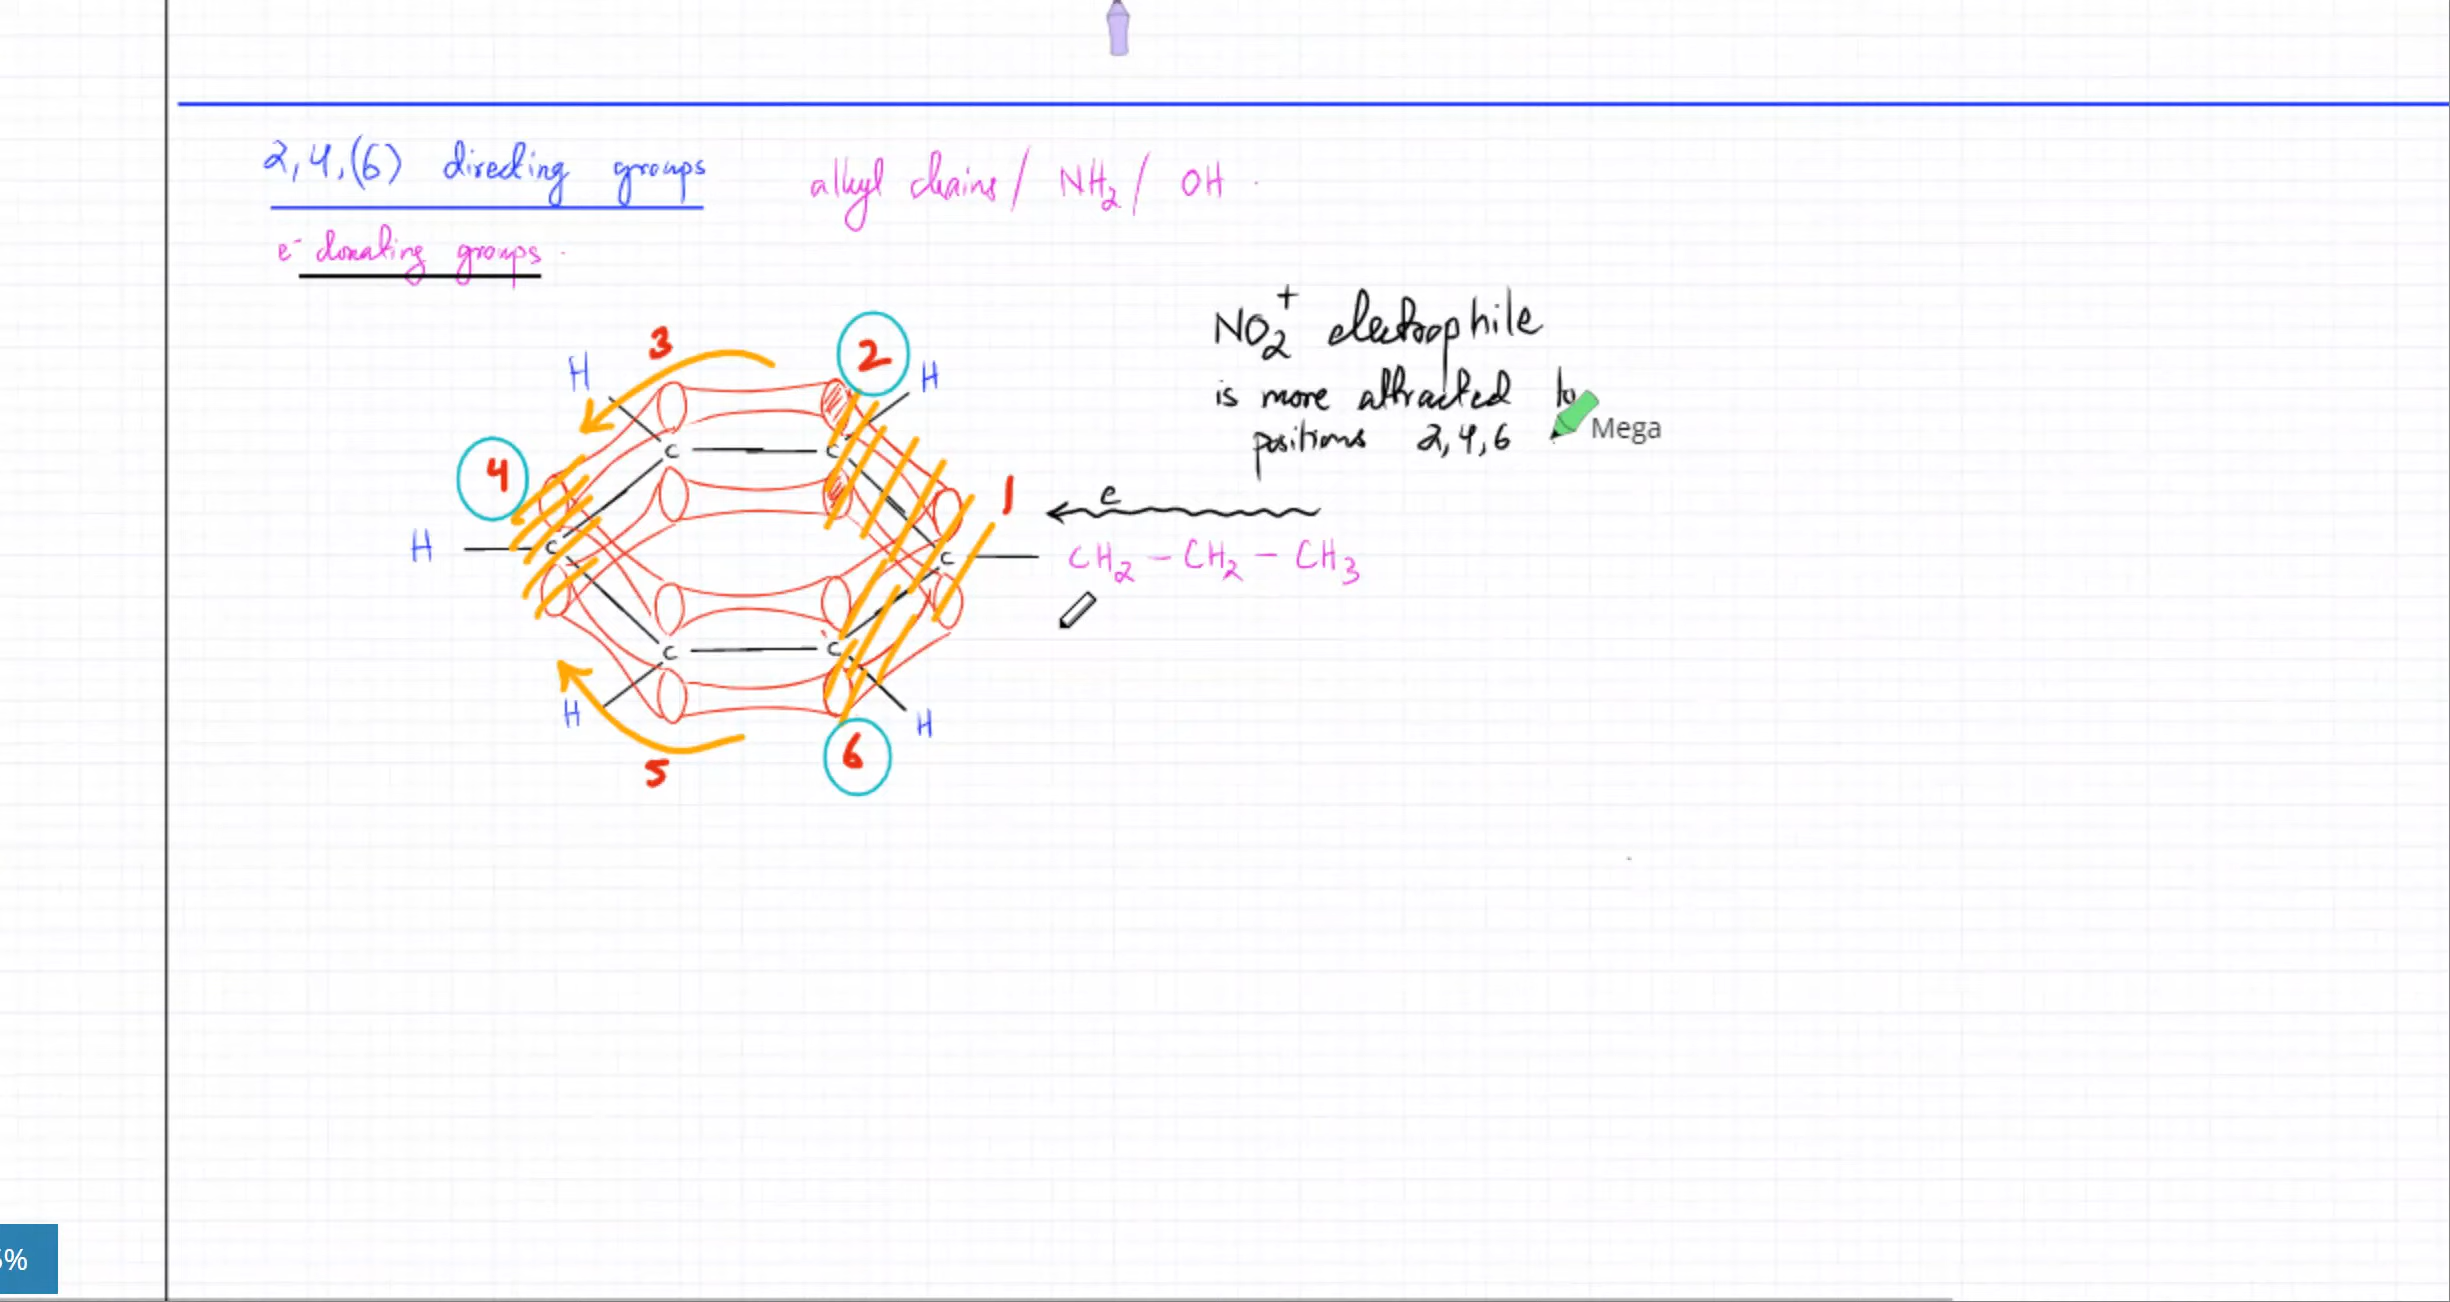 2,4,(6) directing groups
alkyl chains / NH2 / OH
e- donating groups
NO2+ electrophile
is more attracted to
positions 2,4,6
Mega
3
2
H
H
4
C
C
1
e
H
C
C
CH2 - CH2 - CH3
C
C
H
H
5
6
%